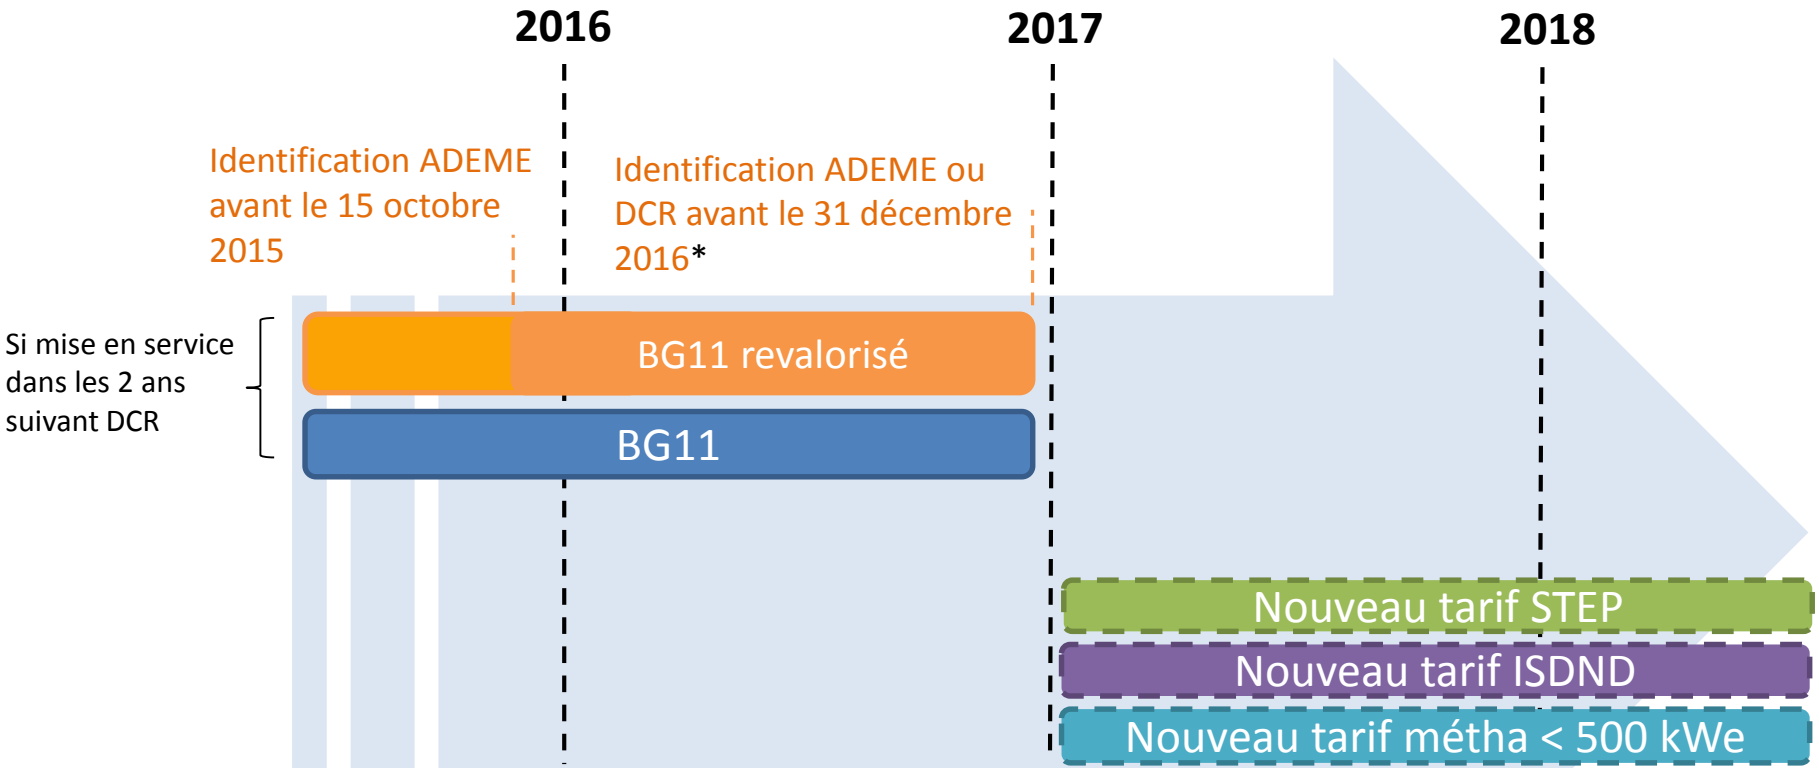 2016
2017
2018
Identification ADEME
avant le 15 octobre
2015
Identification ADEME ou
DCR avant le 31 décembre
2016*
Si mise en service
dans les 2 ans
suivant DCR
BG11 revalorisé
BG11
Nouveau tarif STEP
Nouveau tarif ISDND
Nouveau tarif métha < 500 kWe